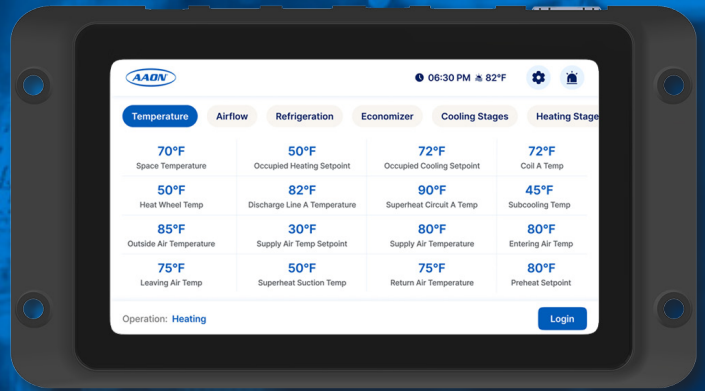 AAON
06:30 PM 82°F
Temperature Airflow Refrigeration Economizer Cooling Stages Heating Stage
70°F 50°F 72°F 72°F
Space Temperature Occupied Heating Setpoint Occupied Cooling Setpoint Coil A Temp
50°F 82°F 90°F 45°F
Heat Wheel Temp Discharge Line A Temperature Superheat Circuit A Temp Subcooling Temp
85°F 30°F 80°F 80°F
Outside Air Temperature Supply Air Temp Setpoint Supply Air Temperature Entering Air Temp
75°F 50°F 75°F 80°F
Leaving Air Temp Superheat Suction Temp Return Air Temperature Preheat Setpoint
Operation: Heating Login